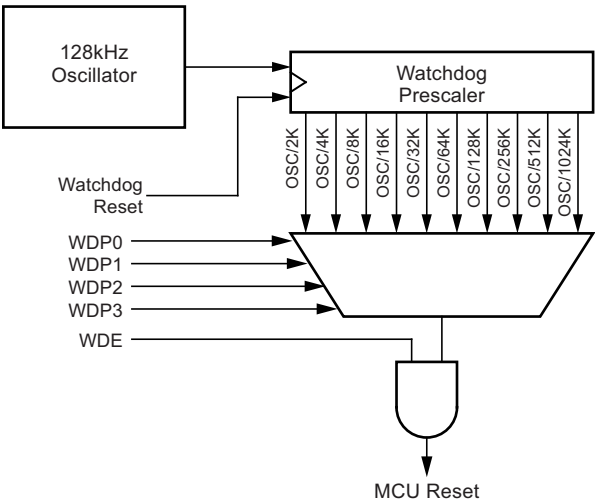 128kHz
Oscillator
Watchdog
Prescaler
OSC/2K
OSC/4K
OSC/8K
OSC/16K
OSC/32K
OSC/64K
OSC/128K
OSC/256K
OSC/512K
OSC/1024K
Watchdog
Reset
WDP0
WDP1
WDP2
WDP3
WDE
MCU Reset